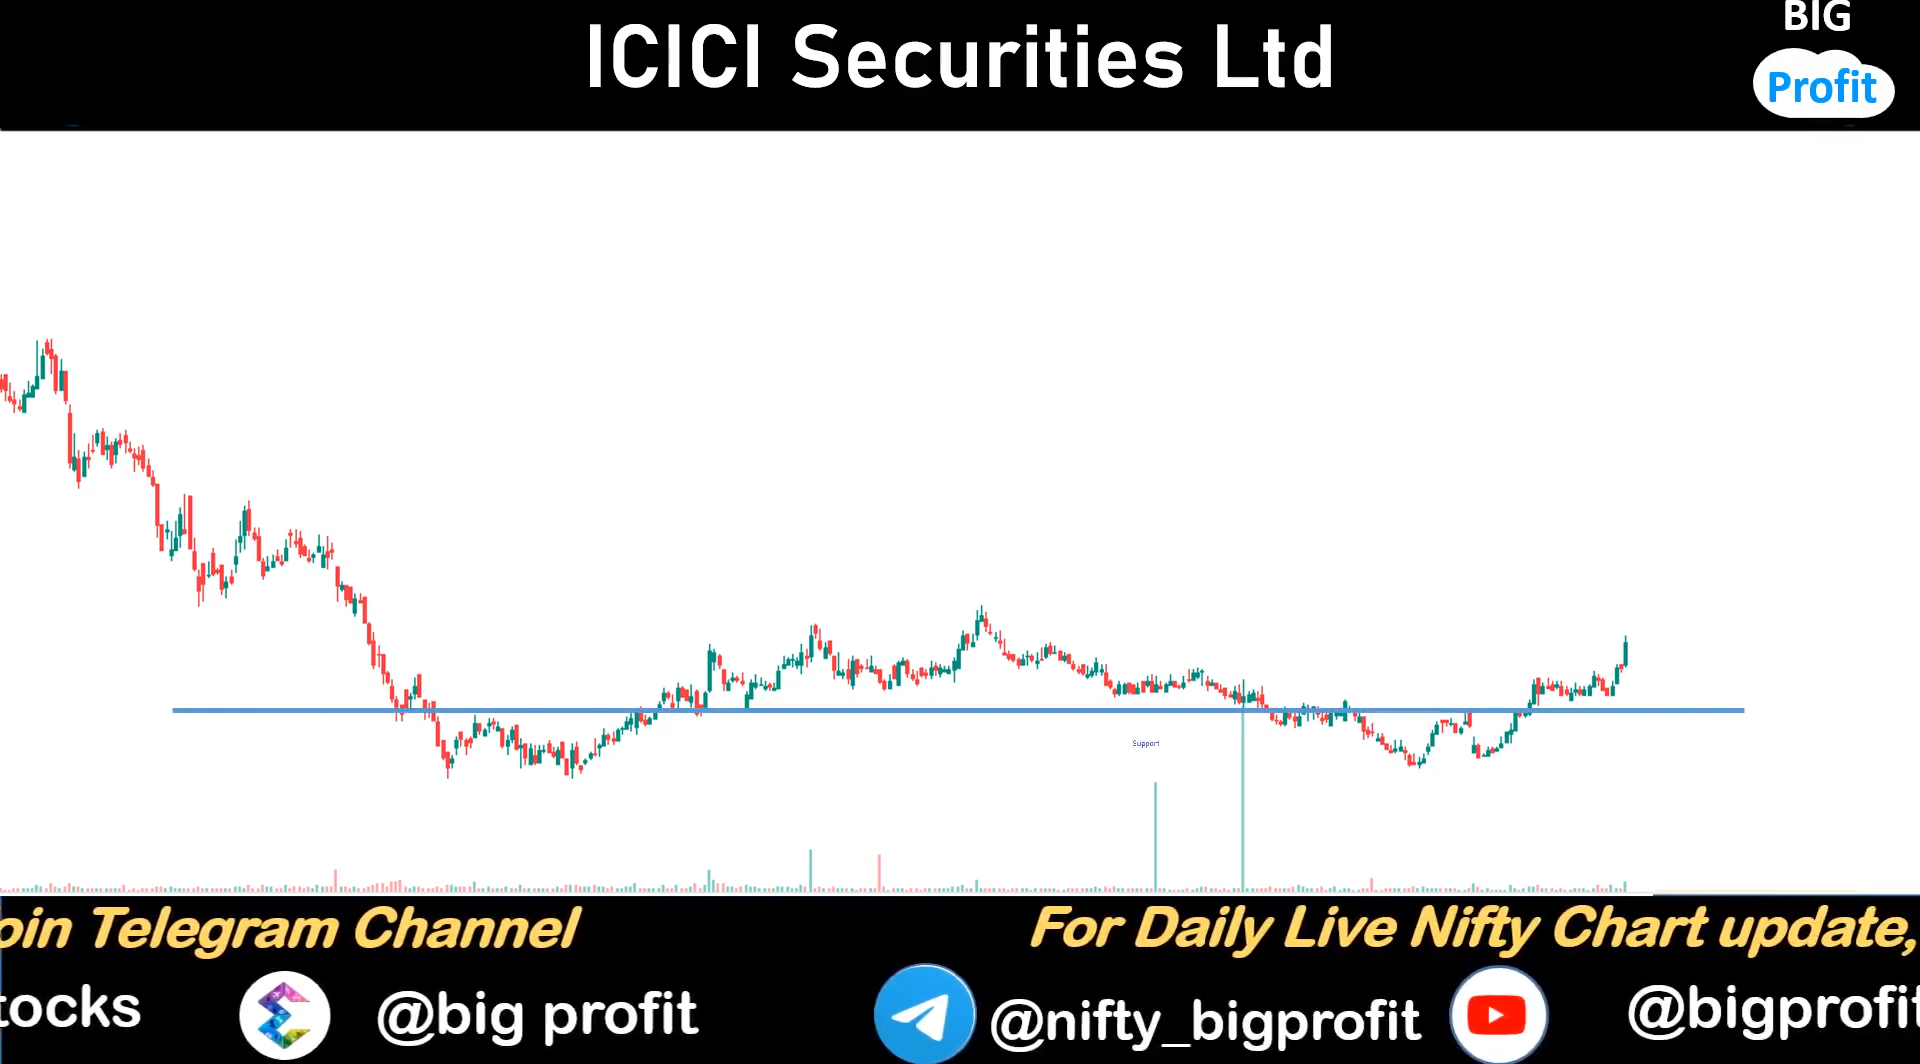 ICICI Securities Ltd
BIG
Profit
Support
oin Telegram Channel
For Daily Live Nifty Chart update,
tocks
@big profit
@nifty_bigprofit
@bigprofit